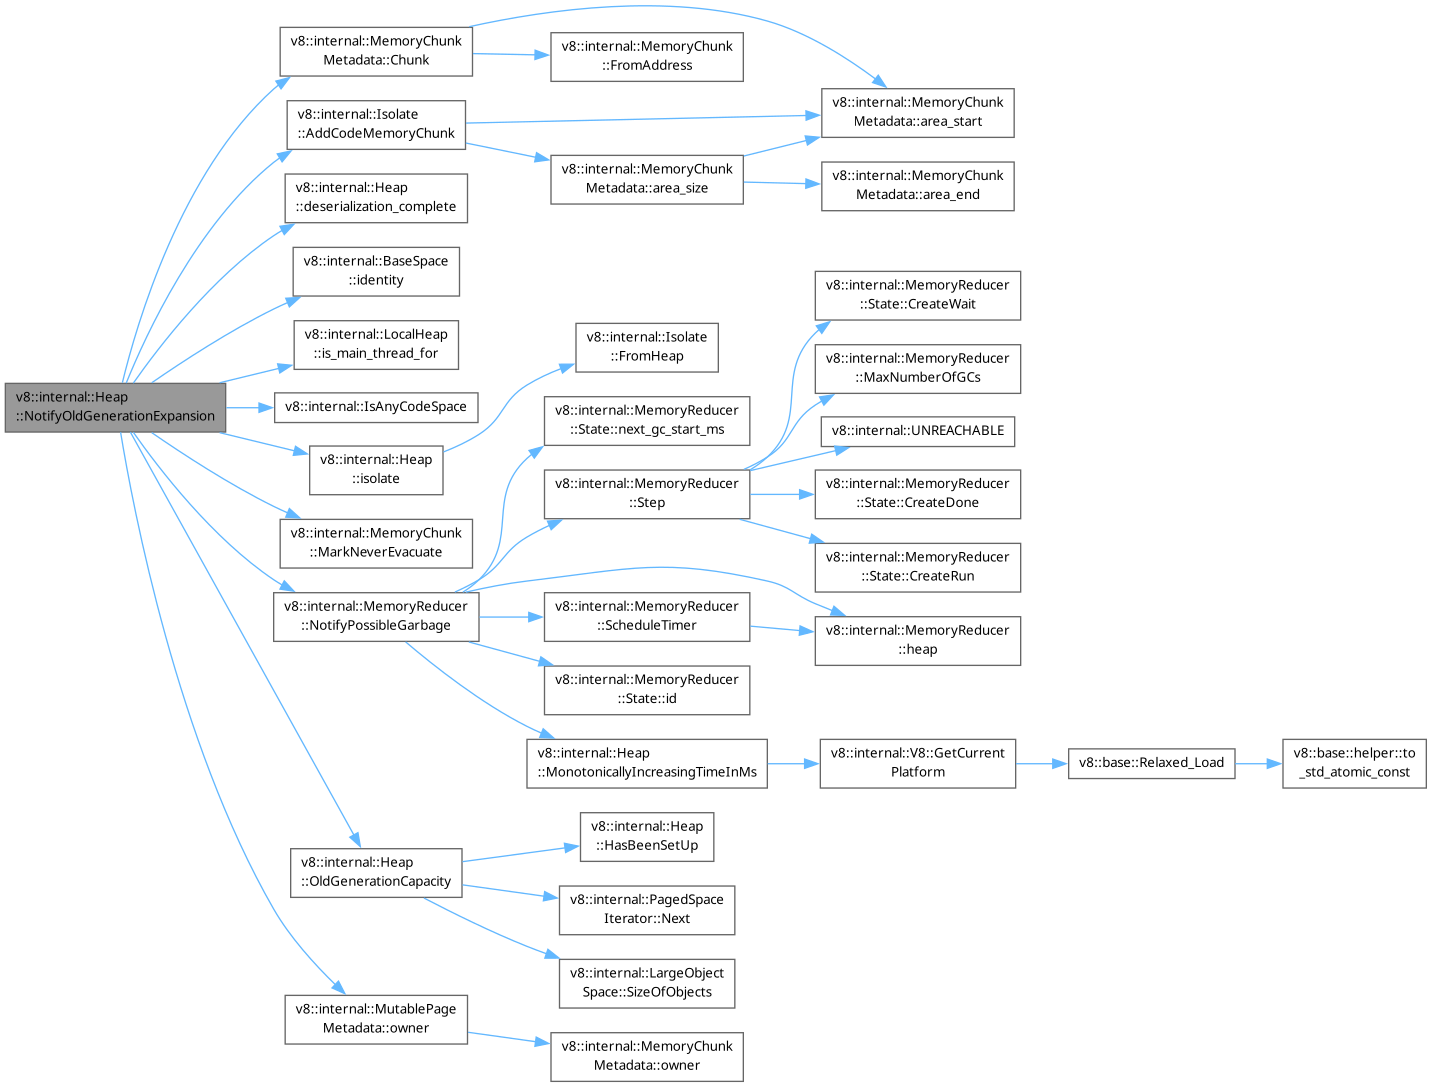 v8::internal::MemoryChunk
Metadata::Chunk
v8::internal::MemoryChunk
::FromAddress
v8::internal::MemoryChunk
Metadata::area_start
v8::internal::Isolate
::AddCodeMemoryChunk
v8::internal::MemoryChunk
Metadata::area_size
v8::internal::MemoryChunk
Metadata::area_end
v8::internal::Heap
::deserialization_complete
v8::internal::BaseSpace
::identity
v8::internal::MemoryReducer
::State::CreateWait
v8::internal::LocalHeap
::is_main_thread_for
v8::internal::Isolate
::FromHeap
v8::internal::MemoryReducer
::MaxNumberOfGCs
v8::internal::Heap
::NotifyOldGenerationExpansion
v8::internal::IsAnyCodeSpace
v8::internal::MemoryReducer
::State::next_gc_start_ms
v8::internal::UNREACHABLE
v8::internal::Heap
::isolate
v8::internal::MemoryReducer
::Step
v8::internal::MemoryReducer
::State::CreateDone
v8::internal::MemoryChunk
::MarkNeverEvacuate
v8::internal::MemoryReducer
::State::CreateRun
v8::internal::MemoryReducer
::NotifyPossibleGarbage
v8::internal::MemoryReducer
::ScheduleTimer
v8::internal::MemoryReducer
::heap
v8::internal::MemoryReducer
::State::id
v8::internal::Heap
::MonotonicallyIncreasingTimeInMs
v8::internal::V8::GetCurrent
Platform
v8::base::Relaxed_Load
v8::base::helper::to
_std_atomic_const
v8::internal::Heap
::HasBeenSetUp
v8::internal::Heap
::OldGenerationCapacity
v8::internal::PagedSpace
Iterator::Next
v8::internal::LargeObject
Space::SizeOfObjects
v8::internal::MutablePage
Metadata::owner
v8::internal::MemoryChunk
Metadata::owner